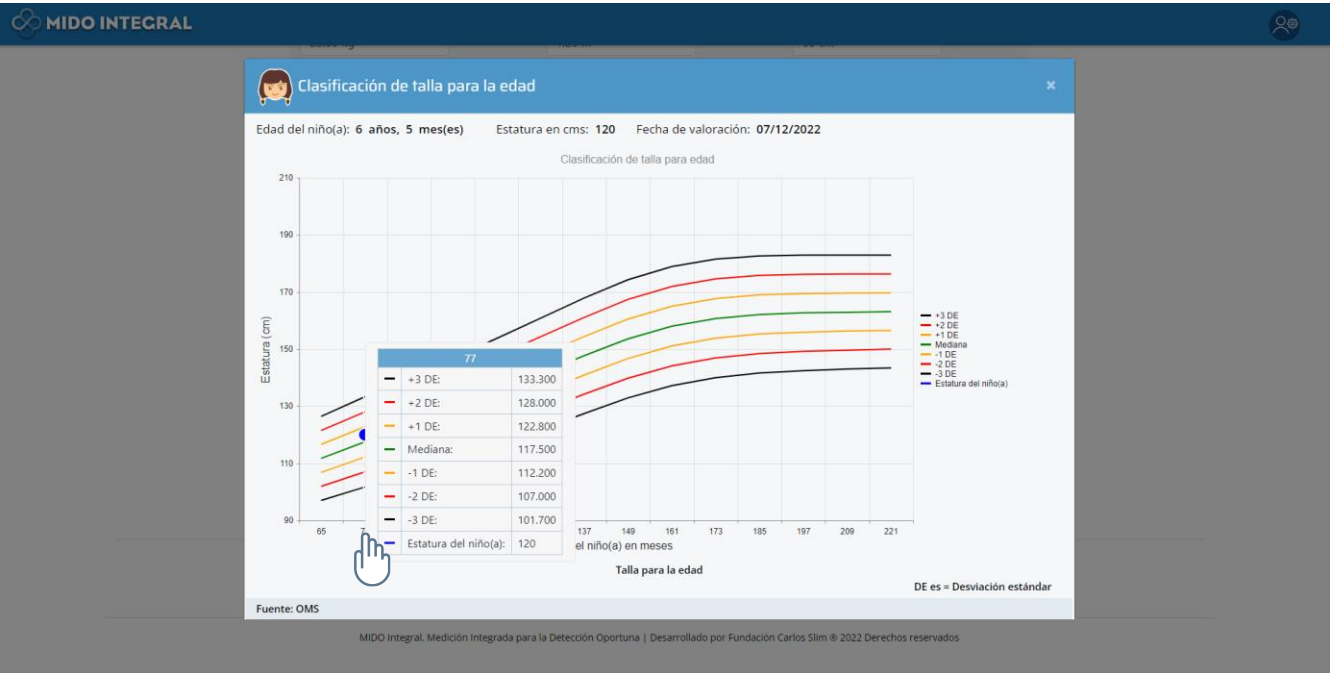 MIDO INTEGRAL
Clasificación de talla para la edad
×
Edad del niño(a): 6 años, 5 mes(es) Estatura en cms: 120 Fecha de valoración: 07/12/2022
Clasificación de talla para edad
210
190
170
150
130
110
90
Estatura (cm)
65
137 149 161 173 185 197 209 221
el niño(a) en meses
77
+3 DE: 133.300
+2 DE: 128.000
+1 DE: 122.800
Mediana: 117.500
-1 DE: 112.200
-2 DE: 107.000
-3 DE: 101.700
Estatura del niño(a): 120
+3 DE
+2 DE
+1 DE
Mediana
-1 DE
-2 DE
-3 DE
Estatura del niño(a)
Talla para la edad
DE es = Desviación estándar
Fuente: OMS
MIDO Integral. Medición Integrada para la Detección Oportuna | Desarrollado por Fundación Carlos Slim ® 2022 Derechos reservados